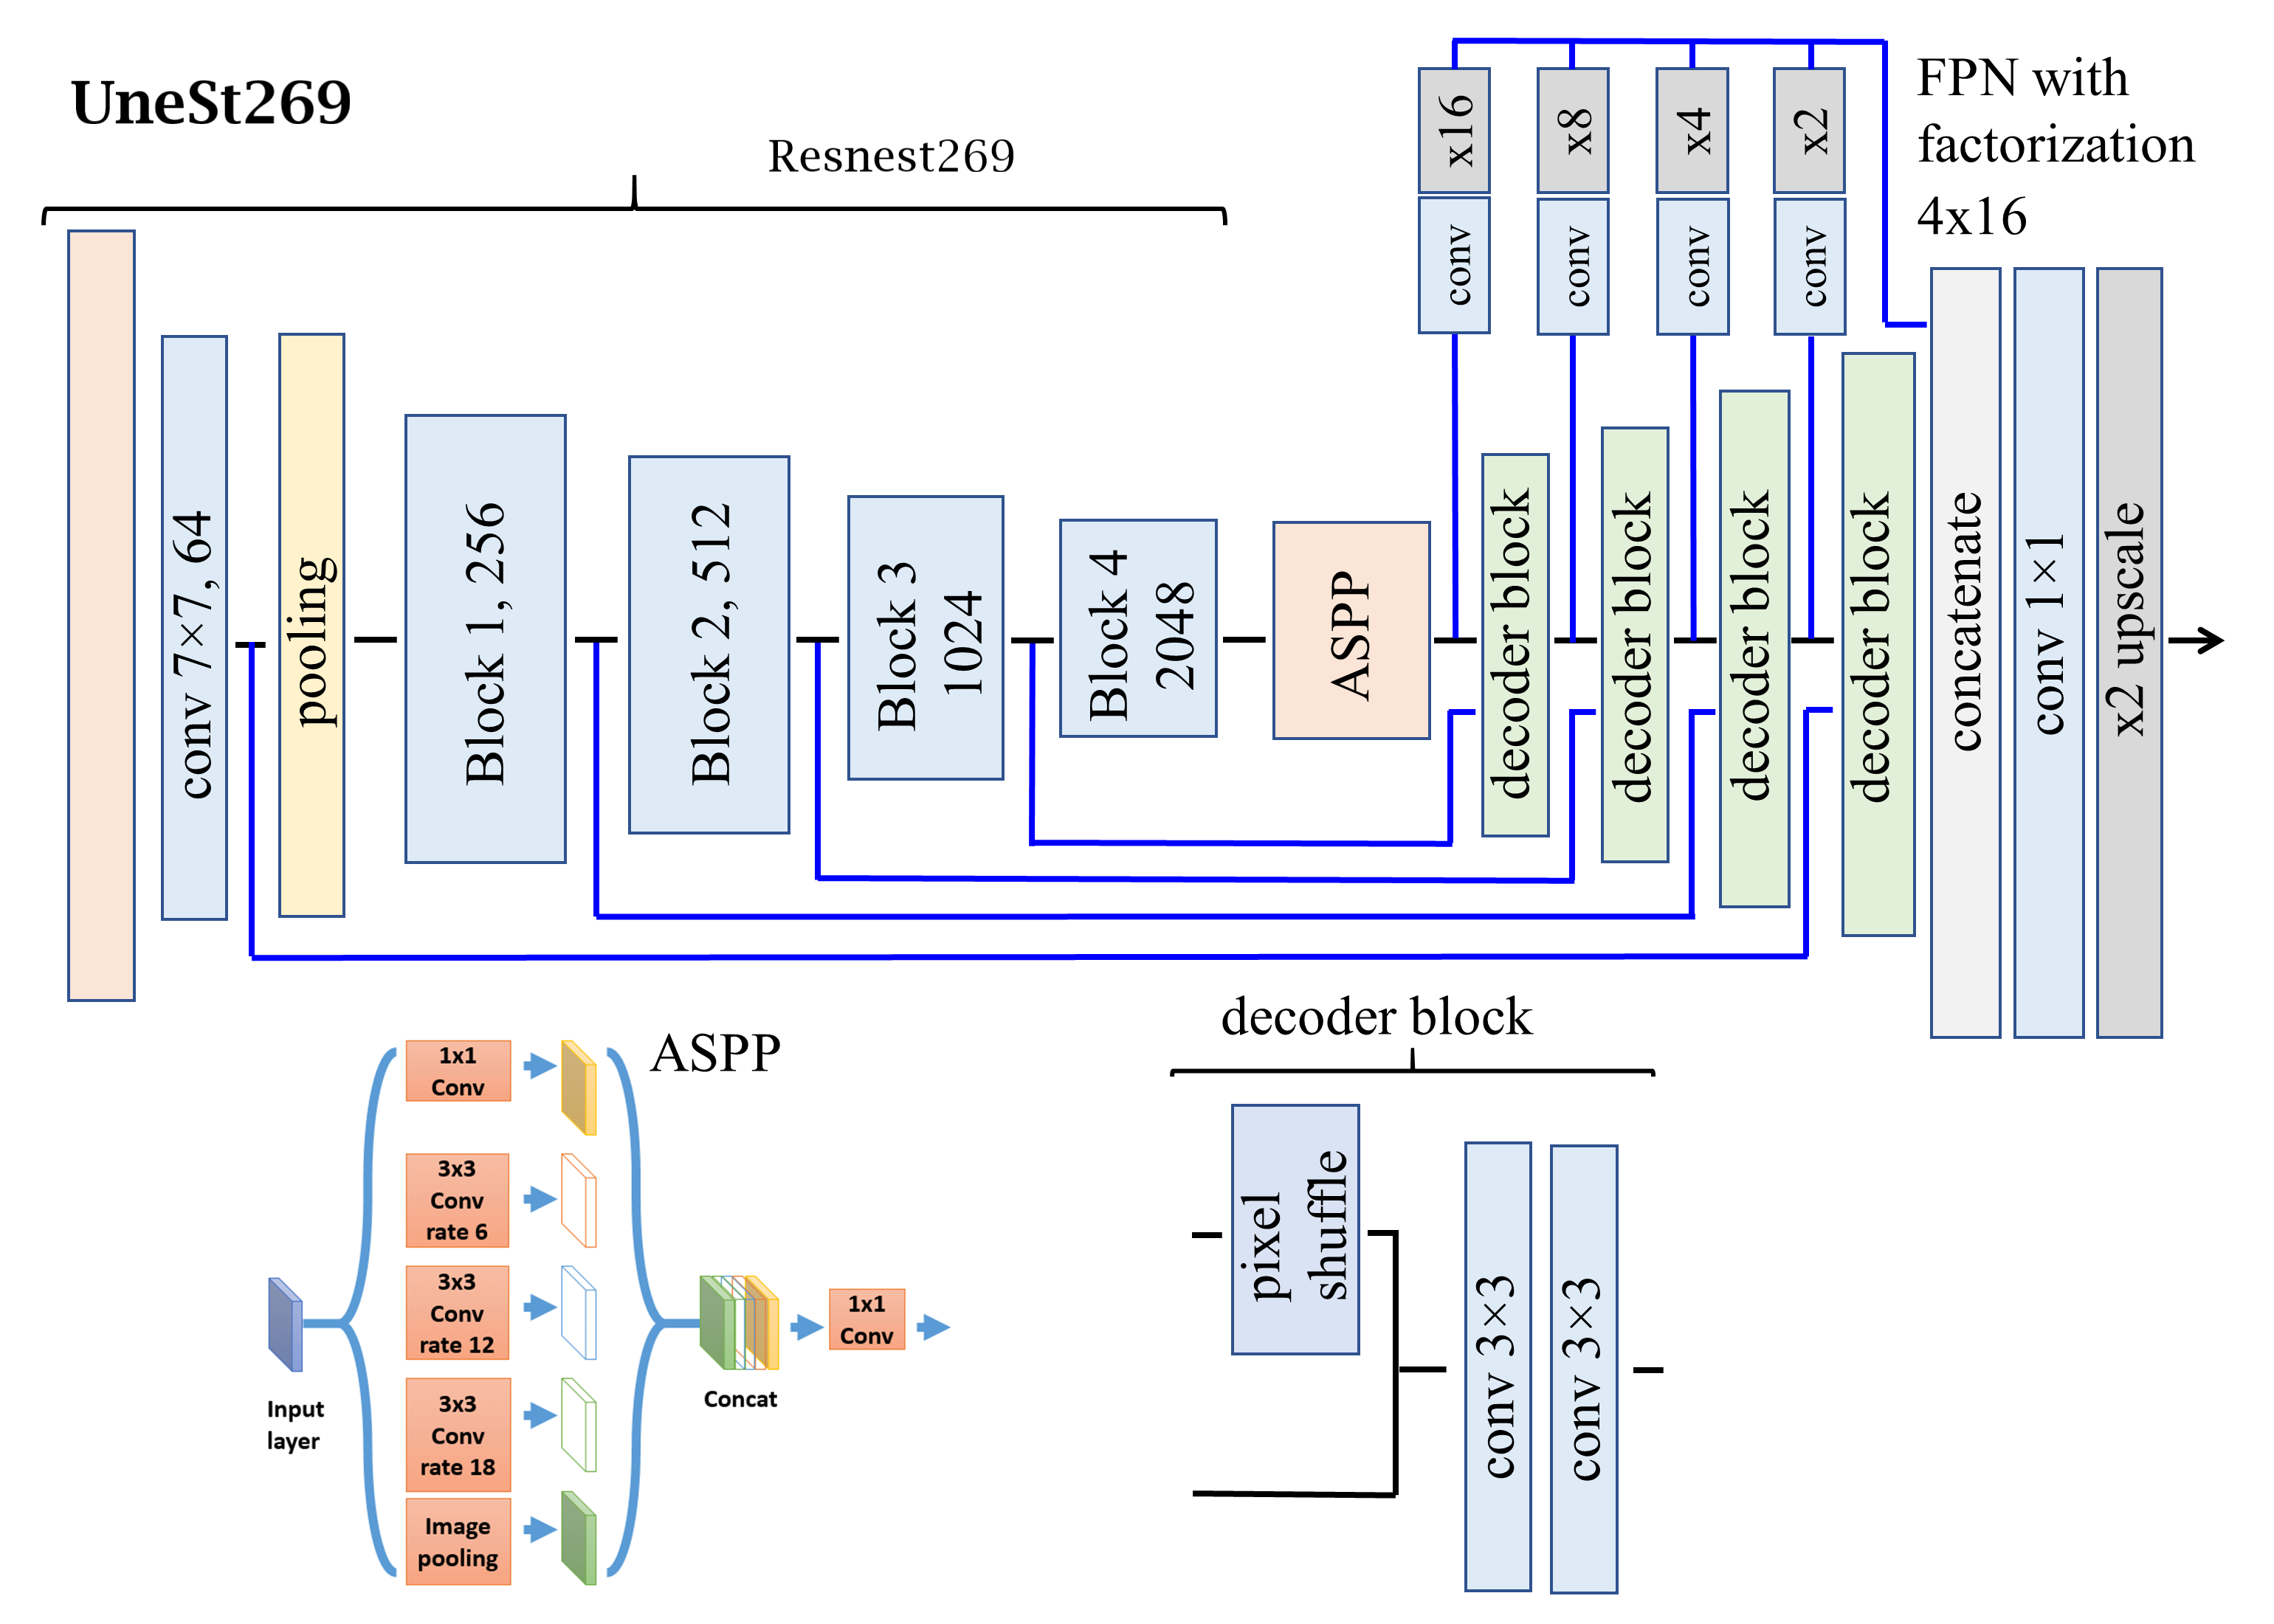 UneSt269
Resnest269
FPN with
factorization
4x16
x16
x8
x4
x2
conv
conv
conv
conv
conv 7×7, 64
pooling
Block 1, 256
Block 2, 512
Block 3
1024
Block 4
2048
ASPP
decoder block
decoder block
decoder block
decoder block
concatenate
conv 1×1
x2 upscale
ASPP
1x1
Conv
3x3
Conv
rate 6
3x3
Conv
rate 12
3x3
Conv
rate 18
Image
pooling
Input
layer
Concat
1x1
Conv
decoder block
pixel
shuffle
conv 3×3
conv 3×3